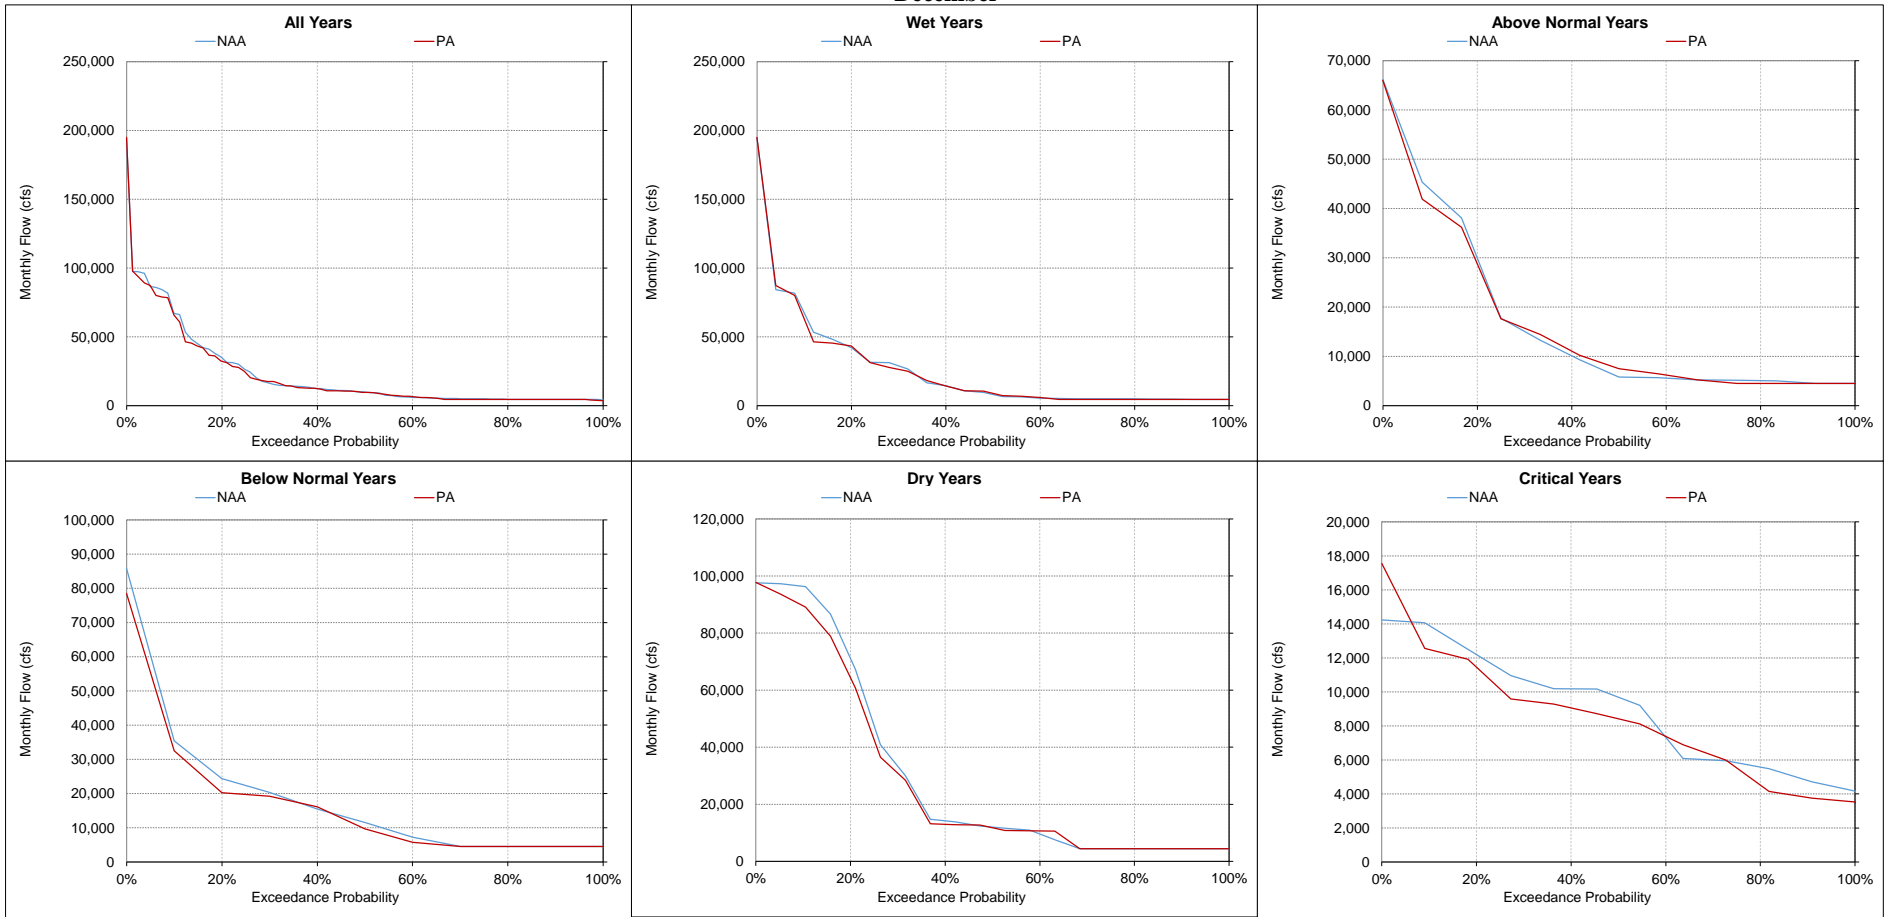 December
All Years
NAA PA
250,000
200,000
150,000
100,000
50,000
0
Monthly Flow (cfs)
0% 20% 40% 60% 80% 100%
Exceedance Probability
Wet Years
NAA PA
250,000
200,000
150,000
100,000
50,000
0
Monthly Flow (cfs)
0% 20% 40% 60% 80% 100%
Exceedance Probability
Above Normal Years
NAA PA
70,000
60,000
50,000
40,000
30,000
20,000
10,000
0
Monthly Flow (cfs)
0% 20% 40% 60% 80% 100%
Exceedance Probability
Below Normal Years
NAA PA
100,000
90,000
80,000
70,000
60,000
50,000
40,000
30,000
20,000
10,000
0
Monthly Flow (cfs)
0% 20% 40% 60% 80% 100%
Exceedance Probability
Dry Years
NAA PA
120,000
100,000
80,000
60,000
40,000
20,000
0
Monthly Flow (cfs)
0% 20% 40% 60% 80% 100%
Exceedance Probability
Critical Years
NAA PA
20,000
18,000
16,000
14,000
12,000
10,000
8,000
6,000
4,000
2,000
0
Monthly Flow (cfs)
0% 20% 40% 60% 80% 100%
Exceedance Probability